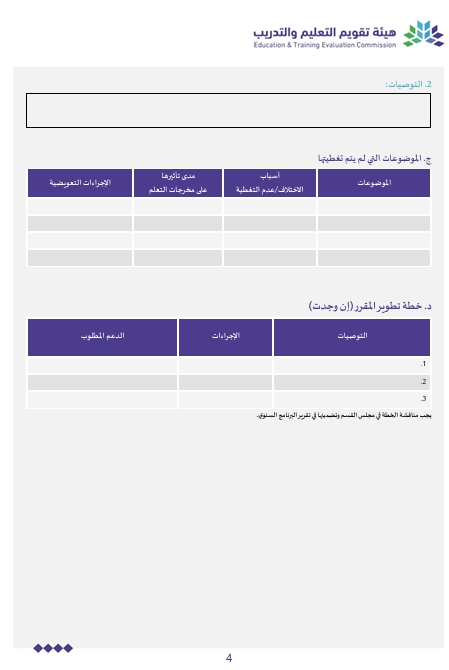 هيئة تقويم التعليم والتدريب
Education & Training Evaluation Commission
2. التوصيات:
ج. الموضوعات التي لم يتم تغطيتها
الموضوعات
أسباب
الاختلاف/عدم التغطية
مدى تأثيرها
على مخرجات التعلم
الإجراءات التعويضية
د. خطة تطوير المقرر (إن وجدت)
التوصيات
الإجراءات
الدعم المطلوب
1.
2.
3.
يجب مناقشة الخطة في مجلس القسم وتضمينها في تقرير البرنامج السنوي.
4